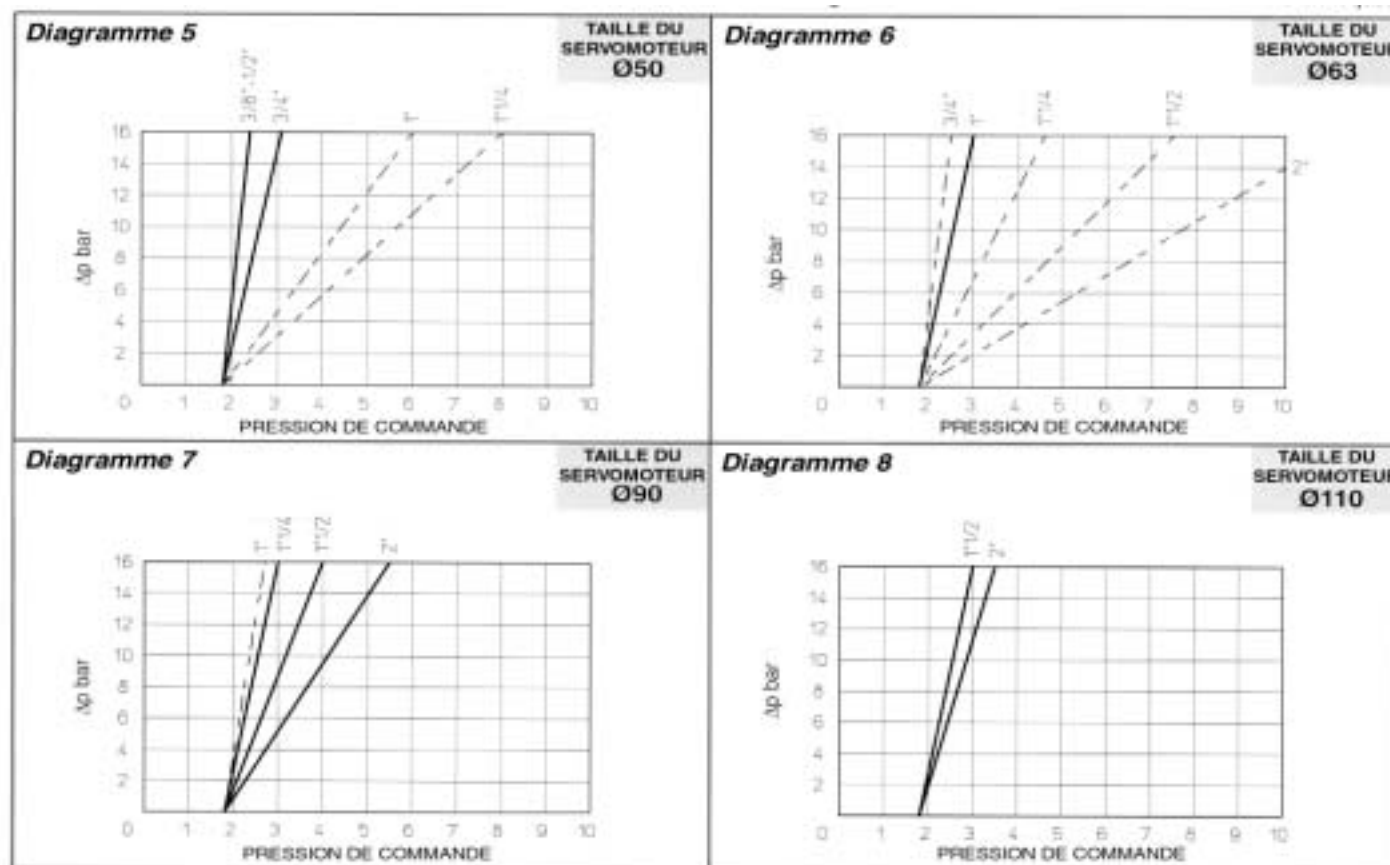 Diagramme 5
TAILLE DU
SERVOMOTEUR
Ø50
3/8"-1/2"
3/4"
1"
1"1/4
16
14
12
10
8
6
4
2
Δp bar
0 1 2 3 4 5 6 7 8 9 10
PRESSION DE COMMANDE
Diagramme 6
TAILLE DU
SERVOMOTEUR
Ø63
3/4"
1"
1"1/4
1"1/2
2"
16
14
12
10
8
6
4
2
Δp bar
0 1 2 3 4 5 6 7 8 9 10
PRESSION DE COMMANDE
Diagramme 7
TAILLE DU
SERVOMOTEUR
Ø90
1"
1"1/4
1"1/2
2"
16
14
12
10
8
6
4
2
Δp bar
0 1 2 3 4 5 6 7 8 9 10
PRESSION DE COMMANDE
Diagramme 8
TAILLE DU
SERVOMOTEUR
Ø110
1"1/2
2"
16
14
12
10
8
6
4
2
Δp bar
0 1 2 3 4 5 6 7 8 9 10
PRESSION DE COMMANDE